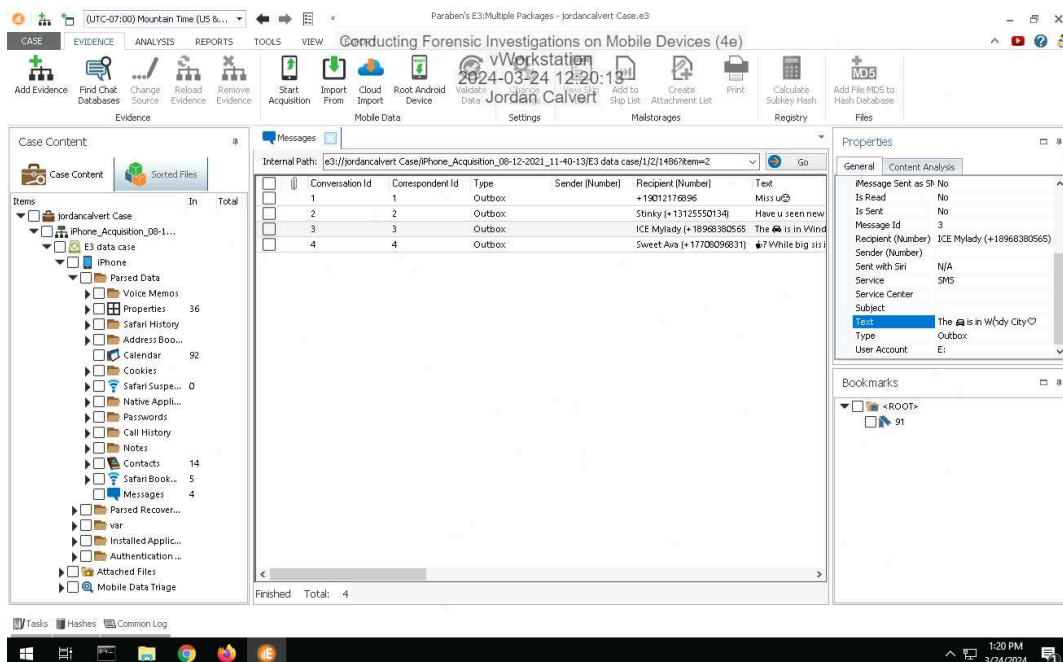 (UTC-07:00) Mountain Time (US &...
Paraben's E3:Multiple Packages - jordancalvert Case.e3
CASE EVIDENCE ANALYSIS REPORTS TOOLS VIEW
Conducting Forensic Investigations on Mobile Devices (4e)
vWorkstation
2024-03-24 12:20:13
Jordan Calvert
Add Evidence
Find Chat Databases
Change Source
Reload Evidence
Remove Evidence
Start Acquisition
Import From
Cloud Import
Root Android Device
Validate Data
Add to Skip List
Create Attachment List
Print
Calculate Subkey Hash
MD5
Add File MD5 to Hash Database
Evidence Mobile Data Settings Mailstorages Registry Files
Case Content
Case Content Sorted Files
Items In Total
jordancalvert Case
iPhone_Acquisition_08-1...
E3 data case
iPhone
Parsed Data
Voice Memos
Properties 36
Safari History
Address Boo...
Calendar 92
Cookies
Safari Suspe... 0
Native Appli...
Passwords
Call History
Notes
Contacts 14
Safari Book... 5
Messages 4
Parsed Recover...
var
Installed Applic...
Authentication ...
Attached Files
Mobile Data Triage
Messages
Internal Path: e3://jordancalvert Case/iPhone_Acquisition_08-12-2021_11-40-13/E3 data case/1/2/1486?item=2 Go
Conversation Id Correspondent Id Type Sender (Number) Recipient (Number) Text
1 1 Outbox +19012176896 Miss u😊
2 2 Outbox Stinky (+13125550134) Have u seen new
3 3 Outbox ICE Mylady (+18968380565 The 🚗 is in Wind
4 4 Outbox Sweet Ava (+17708096831) ? While big sis i
Finished Total: 4
Properties
General Content Analysis
iMessage Sent as SM No
Is Read No
Is Sent No
Message Id 3
Recipient (Number) ICE Mylady (+18968380565)
Sender (Number)
Sent with Siri N/A
Service SMS
Service Center
Subject
Text The 🚗 is in Windy City♡
Type Outbox
User Account E:
Bookmarks
<ROOT>
91
Tasks Hashes Common Log
1:20 PM
3/24/2024